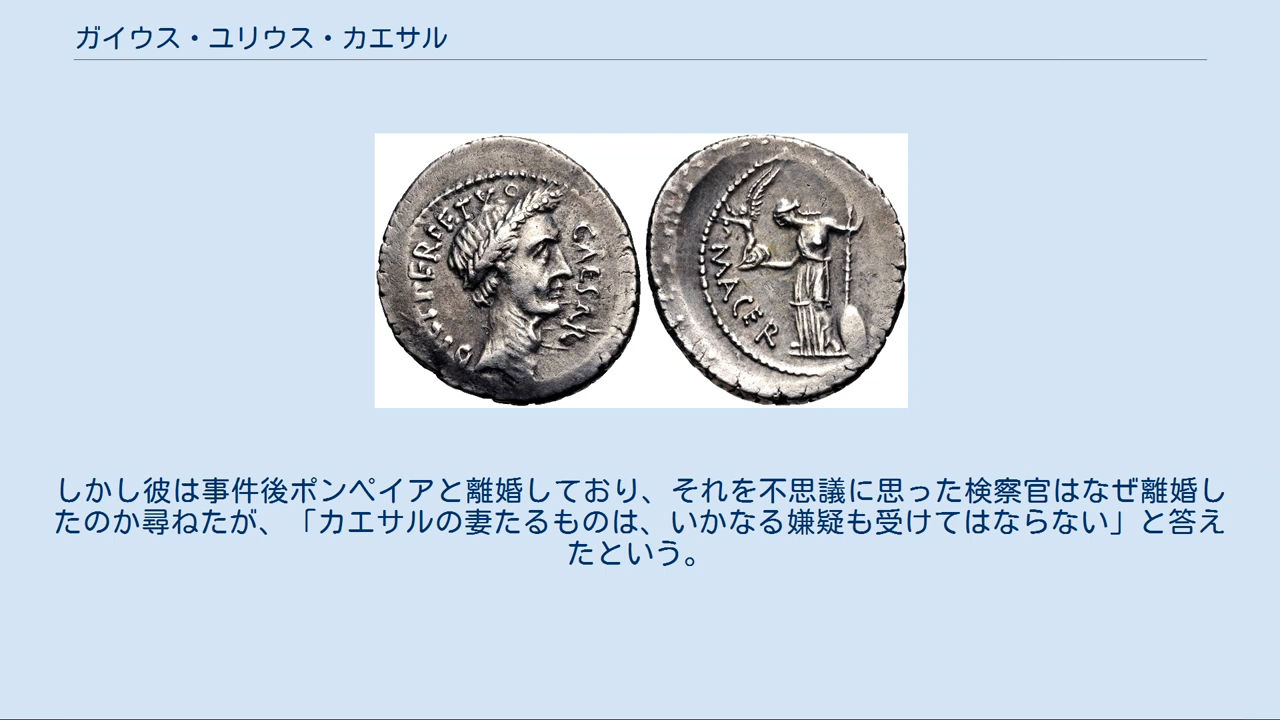 ガイウス・ユリウス・カエサル
CAESAR
MACER
しかし彼は事件後ポンペイアと離婚しており、それを不思議に思った検察官はなぜ離婚し
たのか尋ねたが、「カエサルの妻たるものは、いかなる嫌疑も受けてはならない」と答え
たという。